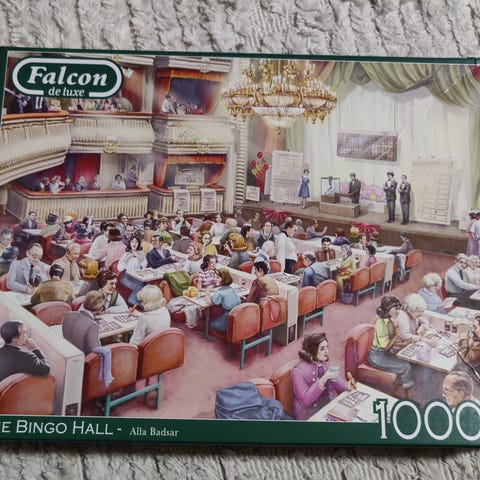 Falcon
de luxe
E BINGO HALL - Alla Badsar
1000